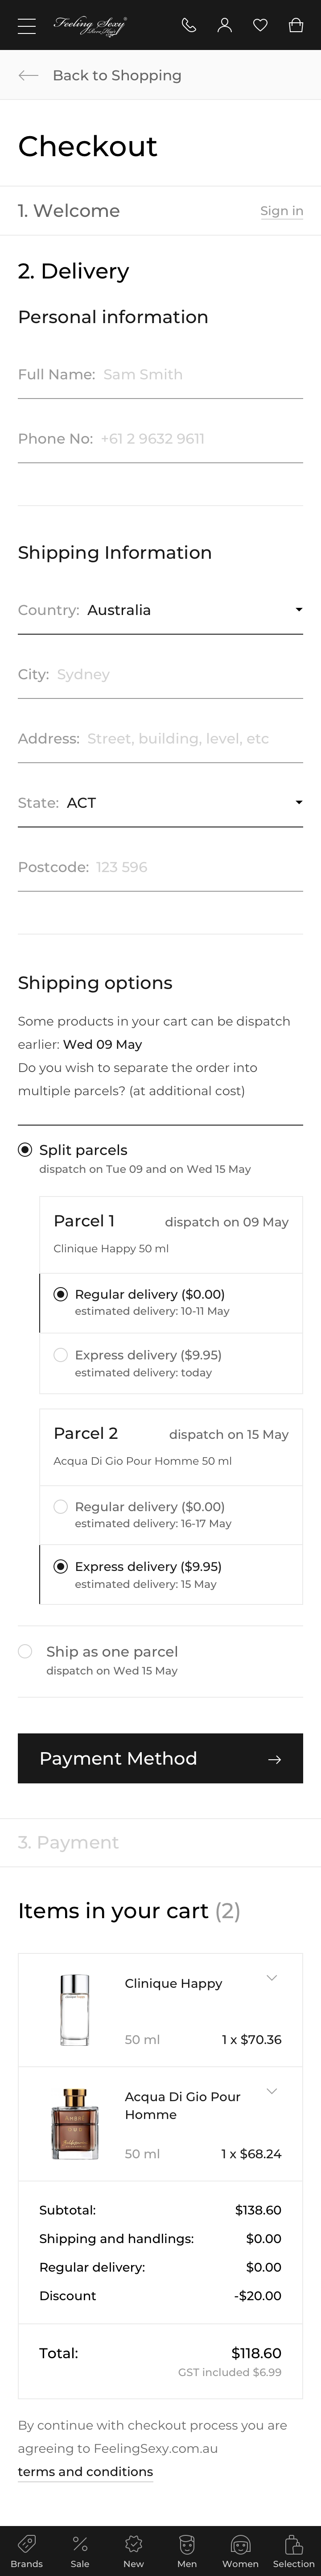 Feeling Sexy
Back to Shopping
Checkout
1. Welcome
Sign in
2. Delivery
Personal information
Full Name: Sam Smith
Phone No: +61 2 9632 9611
Shipping Information
Country: Australia
City: Sydney
Address: Street, building, level, etc
State: ACT
Postcode: 123 596
Shipping options
Some products in your cart can be dispatch
earlier: Wed 09 May
Do you wish to separate the order into
multiple parcels? (at additional cost)
Split parcels
dispatch on Tue 09 and on Wed 15 May
Parcel 1
dispatch on 09 May
Clinique Happy 50 ml
Regular delivery ($0.00)
estimated delivery: 10-11 May
Express delivery ($9.95)
estimated delivery: today
Parcel 2
dispatch on 15 May
Acqua Di Gio Pour Homme 50 ml
Regular delivery ($0.00)
estimated delivery: 16-17 May
Express delivery ($9.95)
estimated delivery: 15 May
Ship as one parcel
dispatch on Wed 15 May
Payment Method
3. Payment
Items in your cart (2)
Clinique Happy
50 ml
1 x $70.36
Acqua Di Gio Pour
Homme
50 ml
1 x $68.24
Subtotal: $138.60
Shipping and handlings: $0.00
Regular delivery: $0.00
Discount -$20.00
Total: $118.60
GST included $6.99
By continue with checkout process you are
agreeing to FeelingSexy.com.au
terms and conditions
Brands
Sale
New
Men
Women
Selection